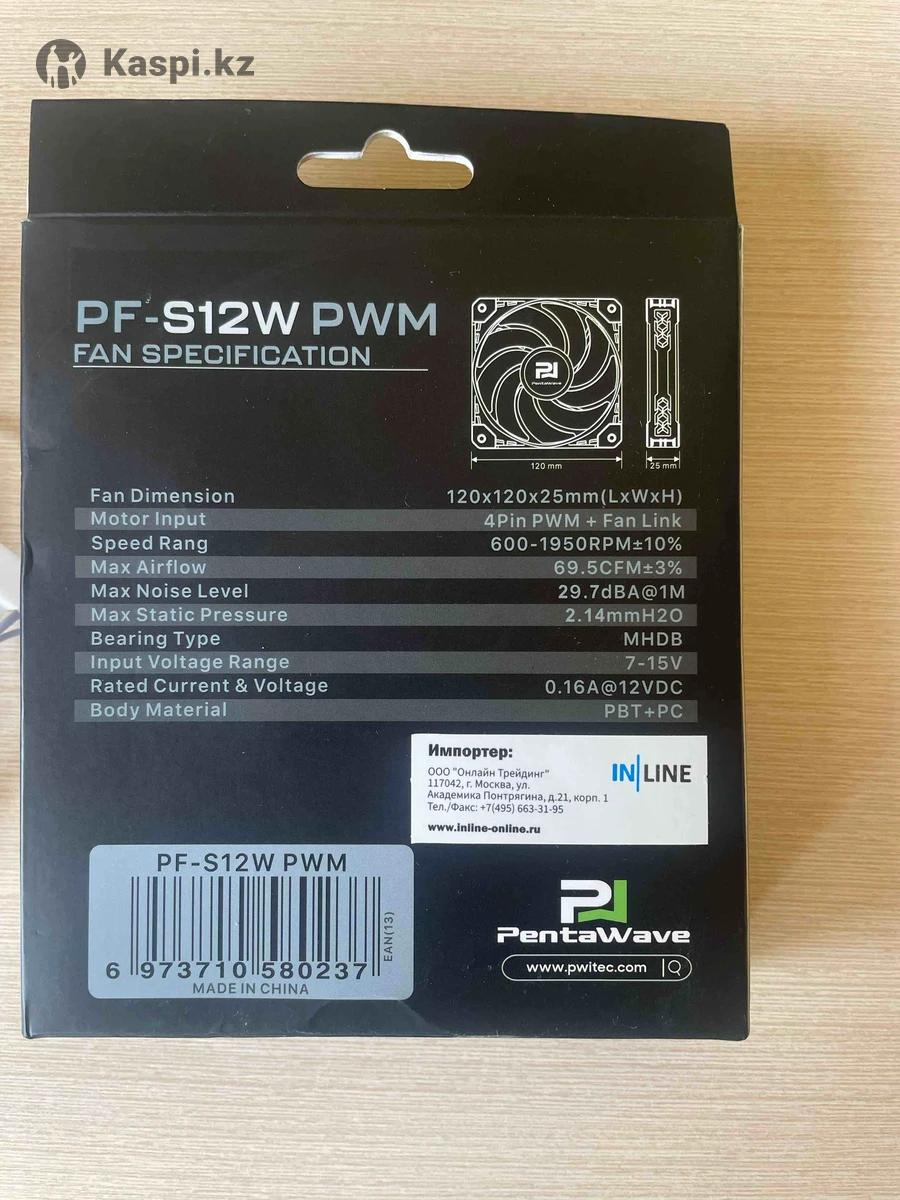 Kaspi.kz
PF-S12W PWM
FAN SPECIFICATION
PentaWave
120 mm
25 mm
Fan Dimension 120x120x25mm(LxWxH)
Motor Input 4Pin PWM + Fan Link
Speed Rang 600-1950RPM±10%
Max Airflow 69.5CFM±3%
Max Noise Level 29.7dBA@1M
Max Static Pressure 2.14mmH2O
Bearing Type MHDB
Input Voltage Range 7-15V
Rated Current & Voltage 0.16A@12VDC
Body Material PBT+PC
Импортер:
ООО "Онлайн Трейдинг"
117042, г. Москва, ул.
Академика Понтрягина, д.21, корп. 1
Тел./Факс: +7(495) 663-31-95
www.inline-online.ru
IN LINE
PF-S12W PWM
6 973710 580237
EAN(13)
MADE IN CHINA
PentaWave
www.pwitec.com